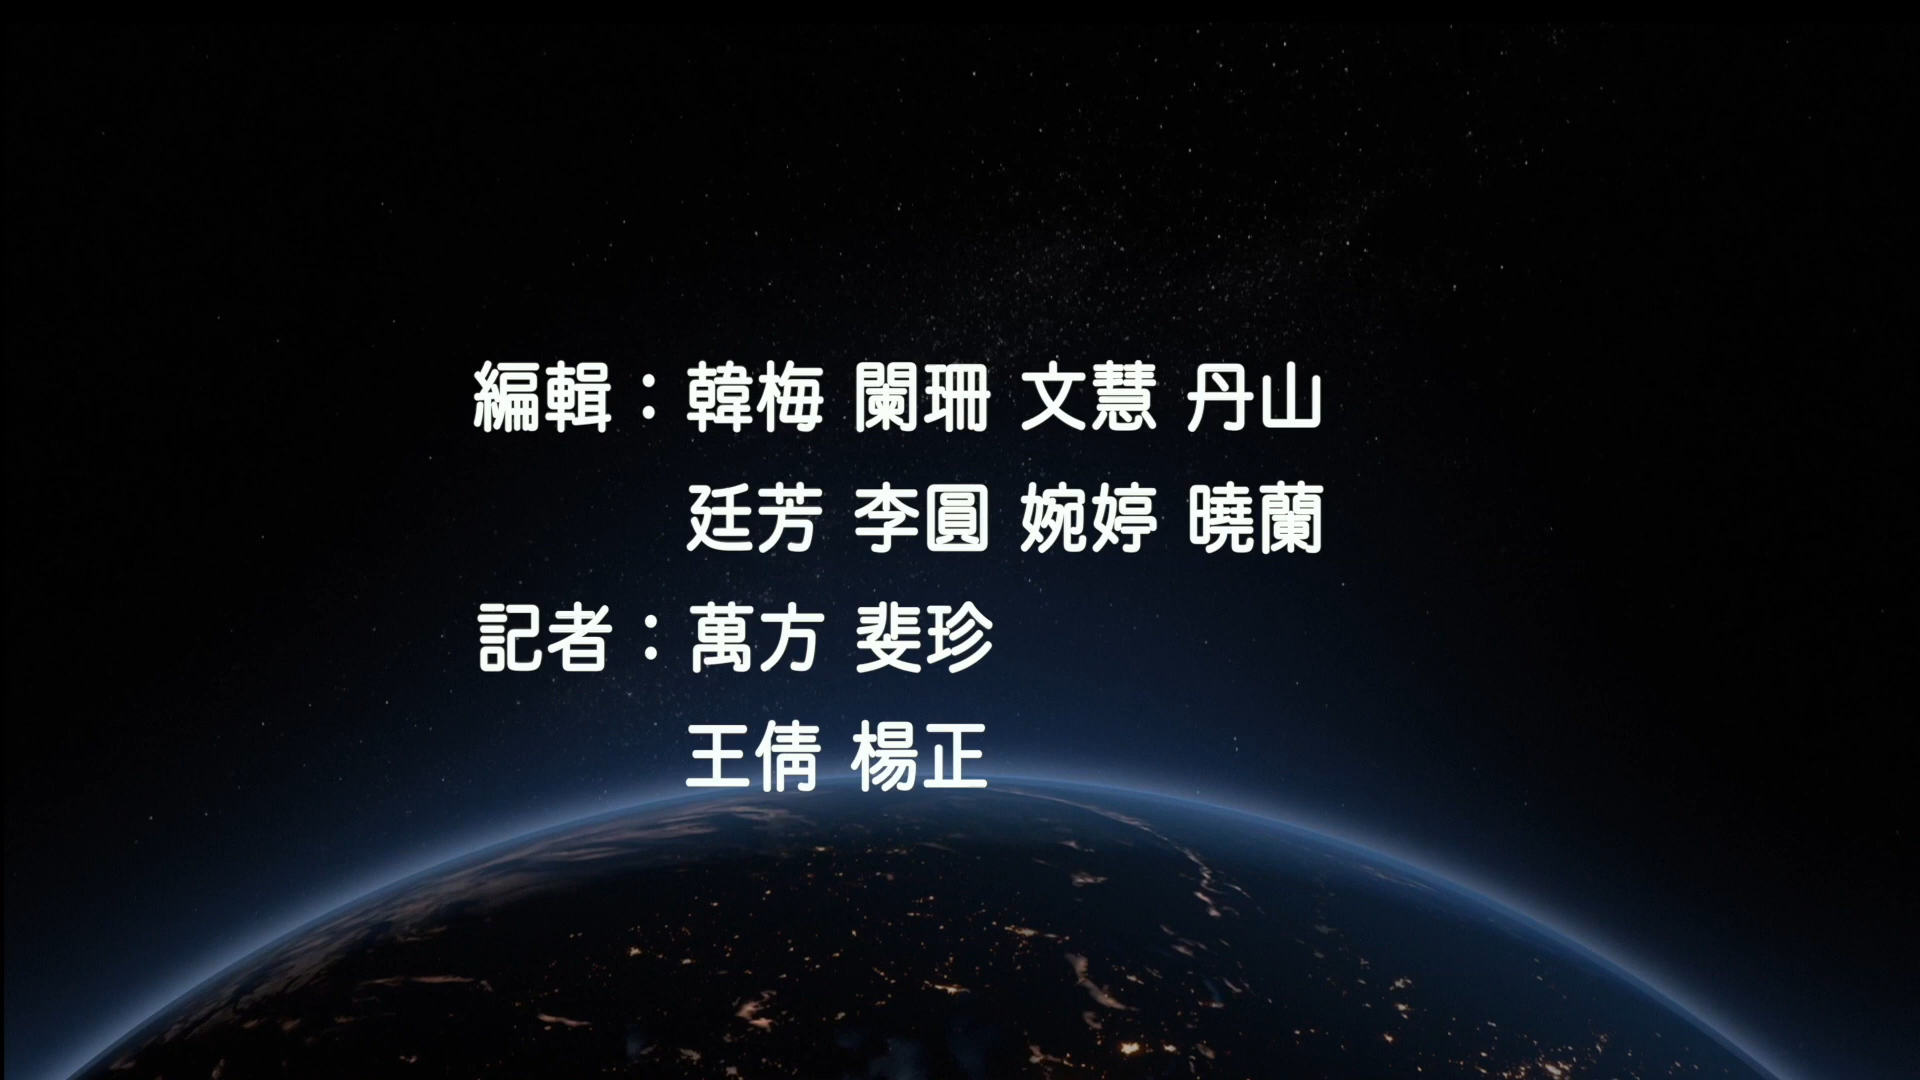 編輯：韓梅 闌珊 文慧 丹山
廷芳 李圓 婉婷 曉蘭
記者：萬方 斐珍
王倩 楊正